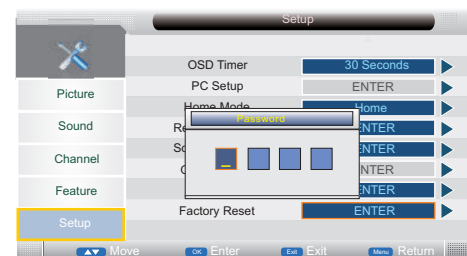 Setup
OSD Timer 30 Seconds
Picture PC Setup ENTER
Home Mode Home
Password
Sound ENTER
ENTER
Channel NTER
Feature ENTER
Setup Factory Reset ENTER
Move OK Enter Exit Exit Menu Return